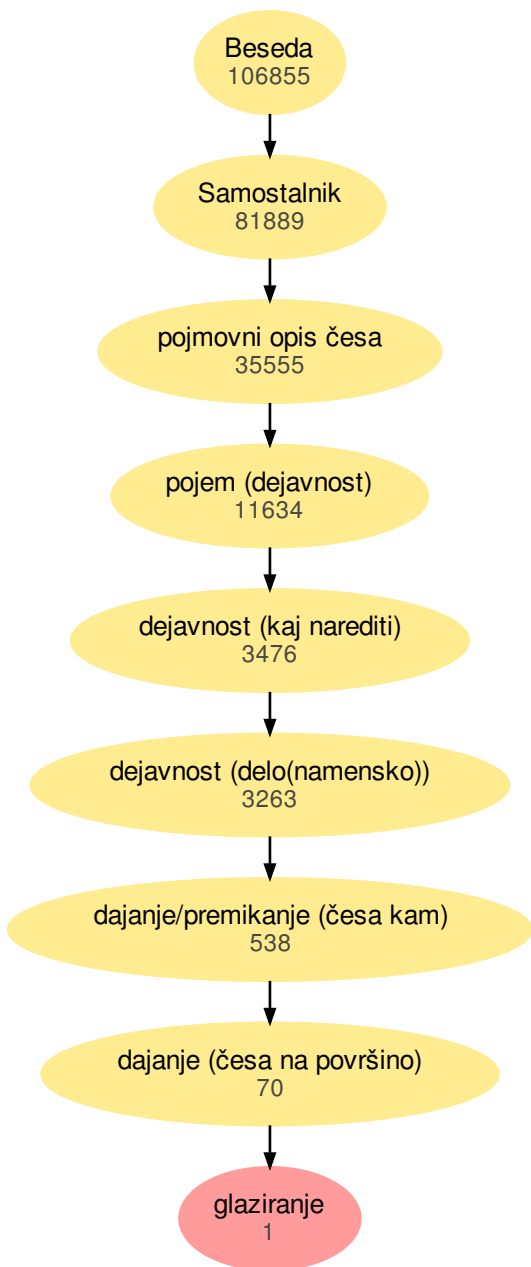 Beseda
106855
Samostalnik
81889
pojmovni opis česa
35555
pojem (dejavnost)
11634
dejavnost (kaj narediti)
3476
dejavnost (delo(namensko))
3263
dajanje/premikanje (česa kam)
538
dajanje (česa na površino)
70
glaziranje
1